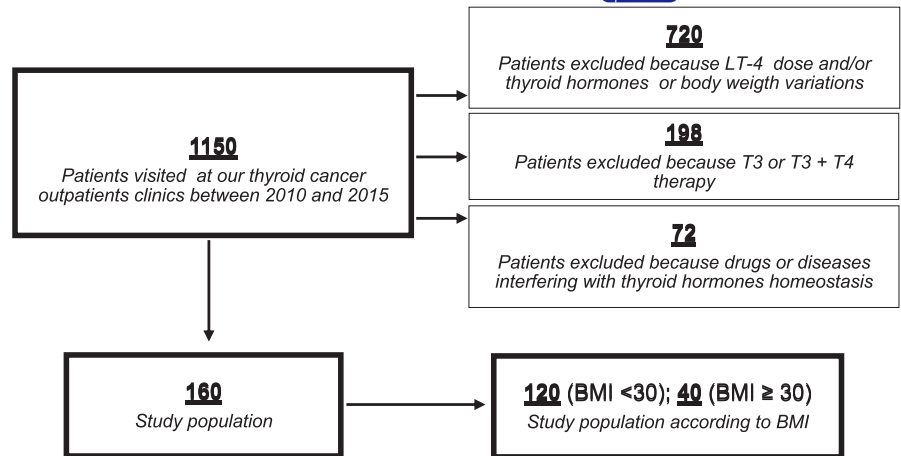 720
Patients excluded because LT-4 dose and/or
thyroid hormones or body weigth variations
1150
Patients visited at our thyroid cancer
outpatients clinics between 2010 and 2015
198
Patients excluded because T3 or T3 + T4
therapy
72
Patients excluded because drugs or diseases
interfering with thyroid hormones homeostasis
160
Study population
120 (BMI <30); 40 (BMI ≥ 30)
Study population according to BMI